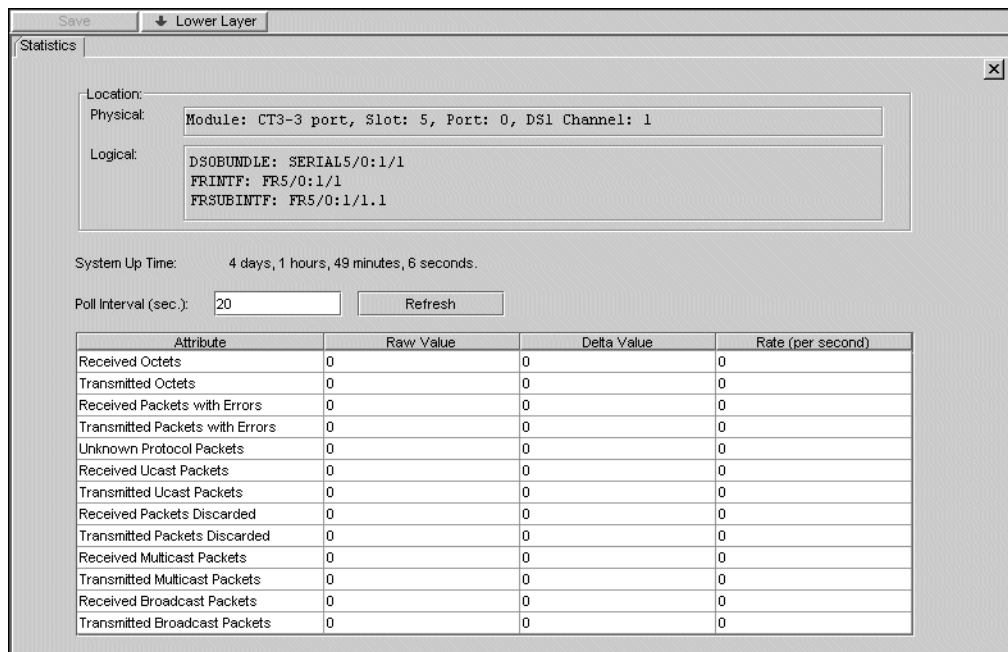 Save
Lower Layer
Statistics
Location:
Physical: Module: CT3-3 port, Slot: 5, Port: 0, DS1 Channel: 1
Logical: DS0BUNDLE: SERIAL5/0:1/1
FRINTF: FR5/0:1/1
FRSUBINTF: FR5/0:1/1.1
System Up Time: 4 days, 1 hours, 49 minutes, 6 seconds.
Poll Interval (sec.): 20 Refresh
Attribute Raw Value Delta Value Rate (per second)
Received Octets 0 0 0
Transmitted Octets 0 0 0
Received Packets with Errors 0 0 0
Transmitted Packets with Errors 0 0 0
Unknown Protocol Packets 0 0 0
Received Ucast Packets 0 0 0
Transmitted Ucast Packets 0 0 0
Received Packets Discarded 0 0 0
Transmitted Packets Discarded 0 0 0
Received Multicast Packets 0 0 0
Transmitted Multicast Packets 0 0 0
Received Broadcast Packets 0 0 0
Transmitted Broadcast Packets 0 0 0